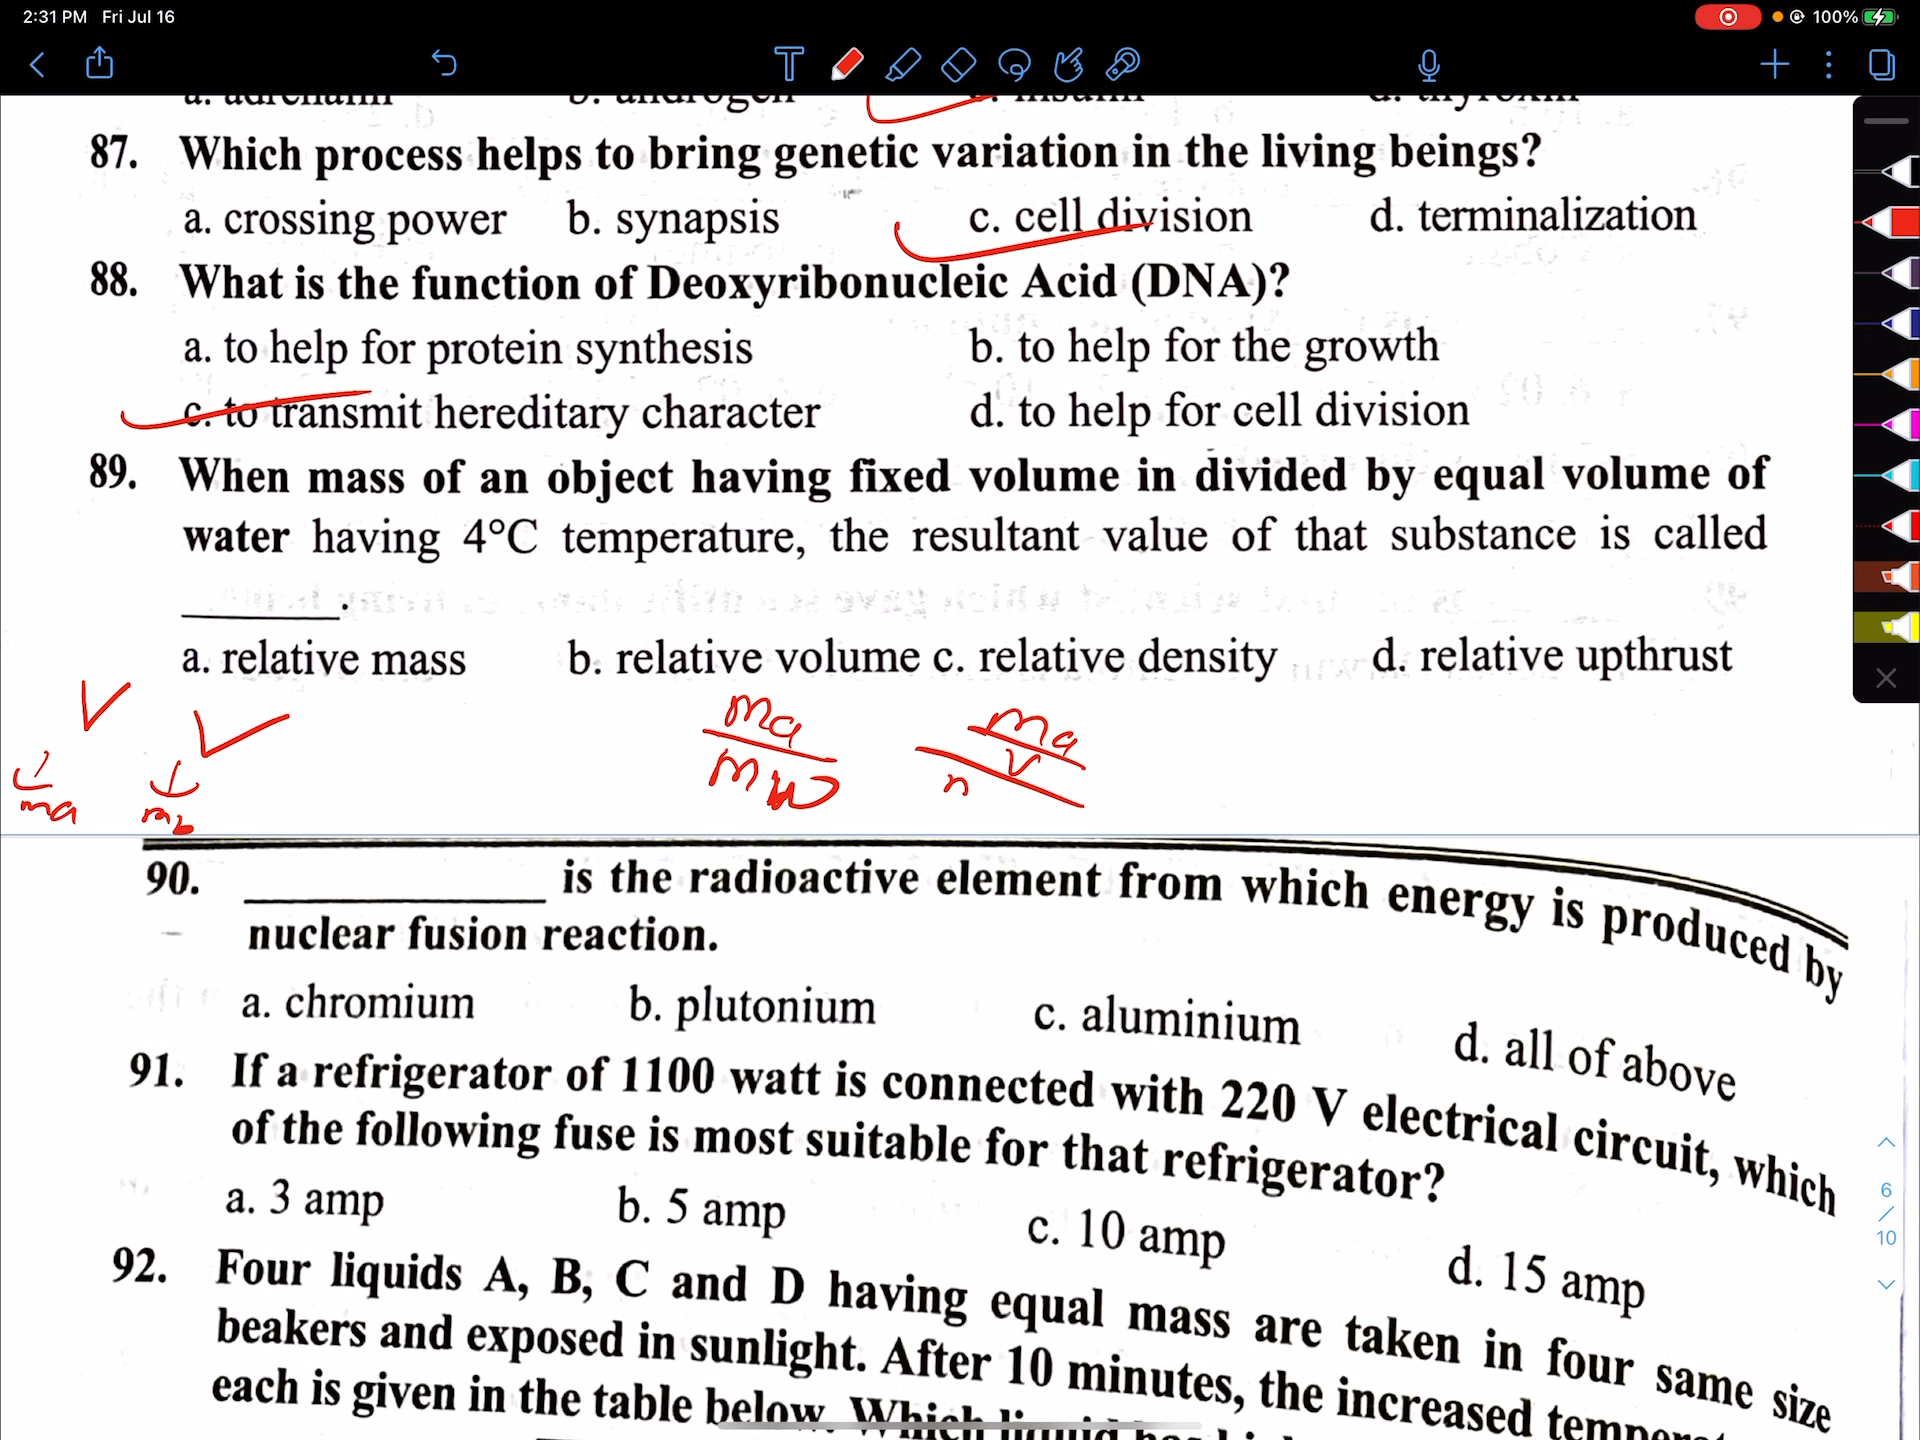 2:31 PM Fri Jul 16
100%
a. adrenalin b. androgen c. insulin d. thyroxin
87. Which process helps to bring genetic variation in the living beings?
a. crossing power b. synapsis c. cell division d. terminalization
88. What is the function of Deoxyribonucleic Acid (DNA)?
a. to help for protein synthesis b. to help for the growth
c. to transmit hereditary character d. to help for cell division
89. When mass of an object having fixed volume in divided by equal volume of
water having 4°C temperature, the resultant value of that substance is called
.
a. relative mass b. relative volume c. relative density d. relative upthrust
V V
ma mb
ma
mw
ma
v
90. is the radioactive element from which energy is produced by
nuclear fusion reaction.
a. chromium b. plutonium c. aluminium d. all of above
91. If a refrigerator of 1100 watt is connected with 220 V electrical circuit, which
of the following fuse is most suitable for that refrigerator?
a. 3 amp b. 5 amp c. 10 amp d. 15 amp
6
/
10
92. Four liquids A, B, C and D having equal mass are taken in four same size
beakers and exposed in sunlight. After 10 minutes, the increased
each is given in the table below. Which liquid